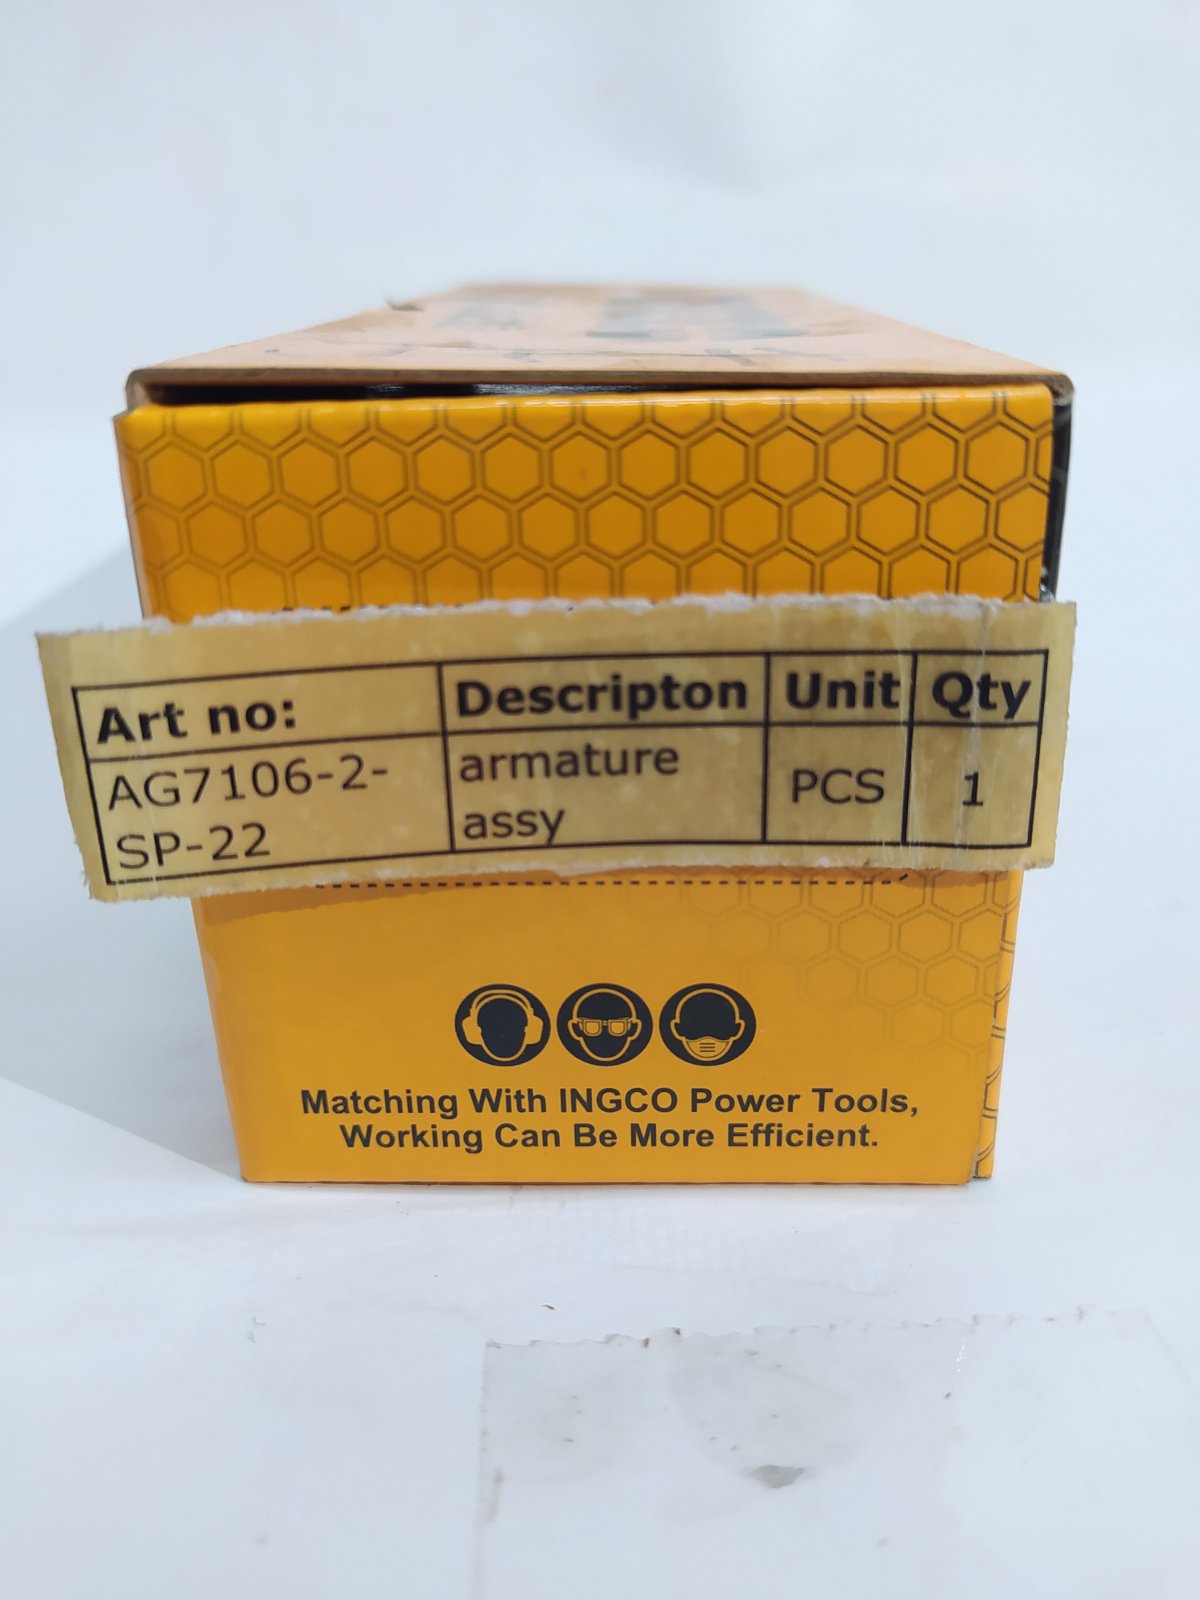 Art no: Descripton Unit Qty
AG7106-2- armature PCS 1
SP-22 assy
Matching With INGCO Power Tools,
Working Can Be More Efficient.